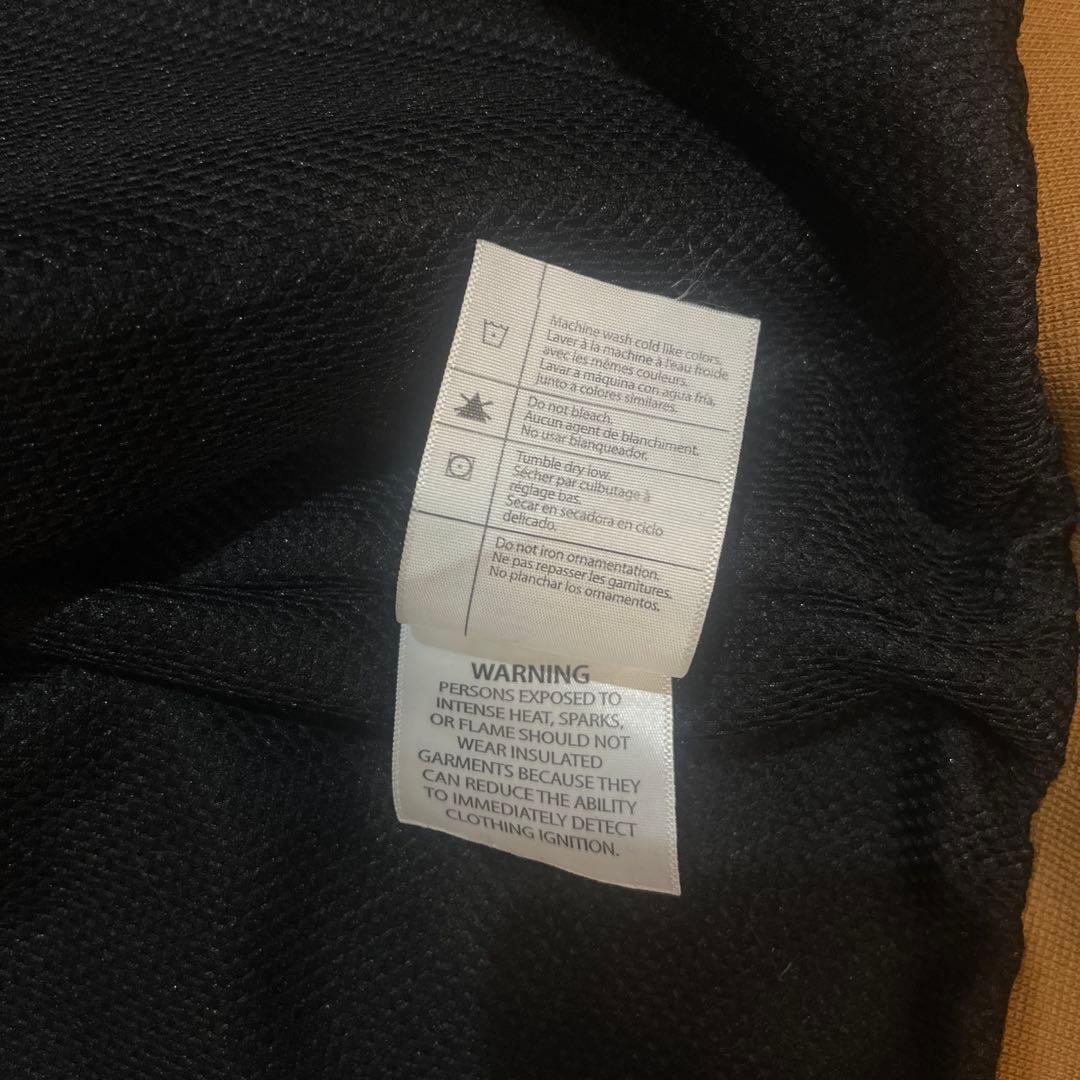 Machine wash cold like colors.
Laver à la machine à l'eau froide
avec les mêmes couleurs.
Lavar a máquina con agua fria,
junto a colores similares.
Do not bleach.
Aucun agent de blanchiment.
No usar blanqueador.
Tumble dry low.
Sécher par culbutage à
réglage bas.
Secar en secadora en ciclo
delicado.
Do not iron ornamentation.
Ne pas repasser les garnitures.
No planchar los ornamentos.
WARNING
PERSONS EXPOSED TO
INTENSE HEAT, SPARKS,
OR FLAME SHOULD NOT
WEAR INSULATED
GARMENTS BECAUSE THEY
CAN REDUCE THE ABILITY
TO IMMEDIATELY DETECT
CLOTHING IGNITION.